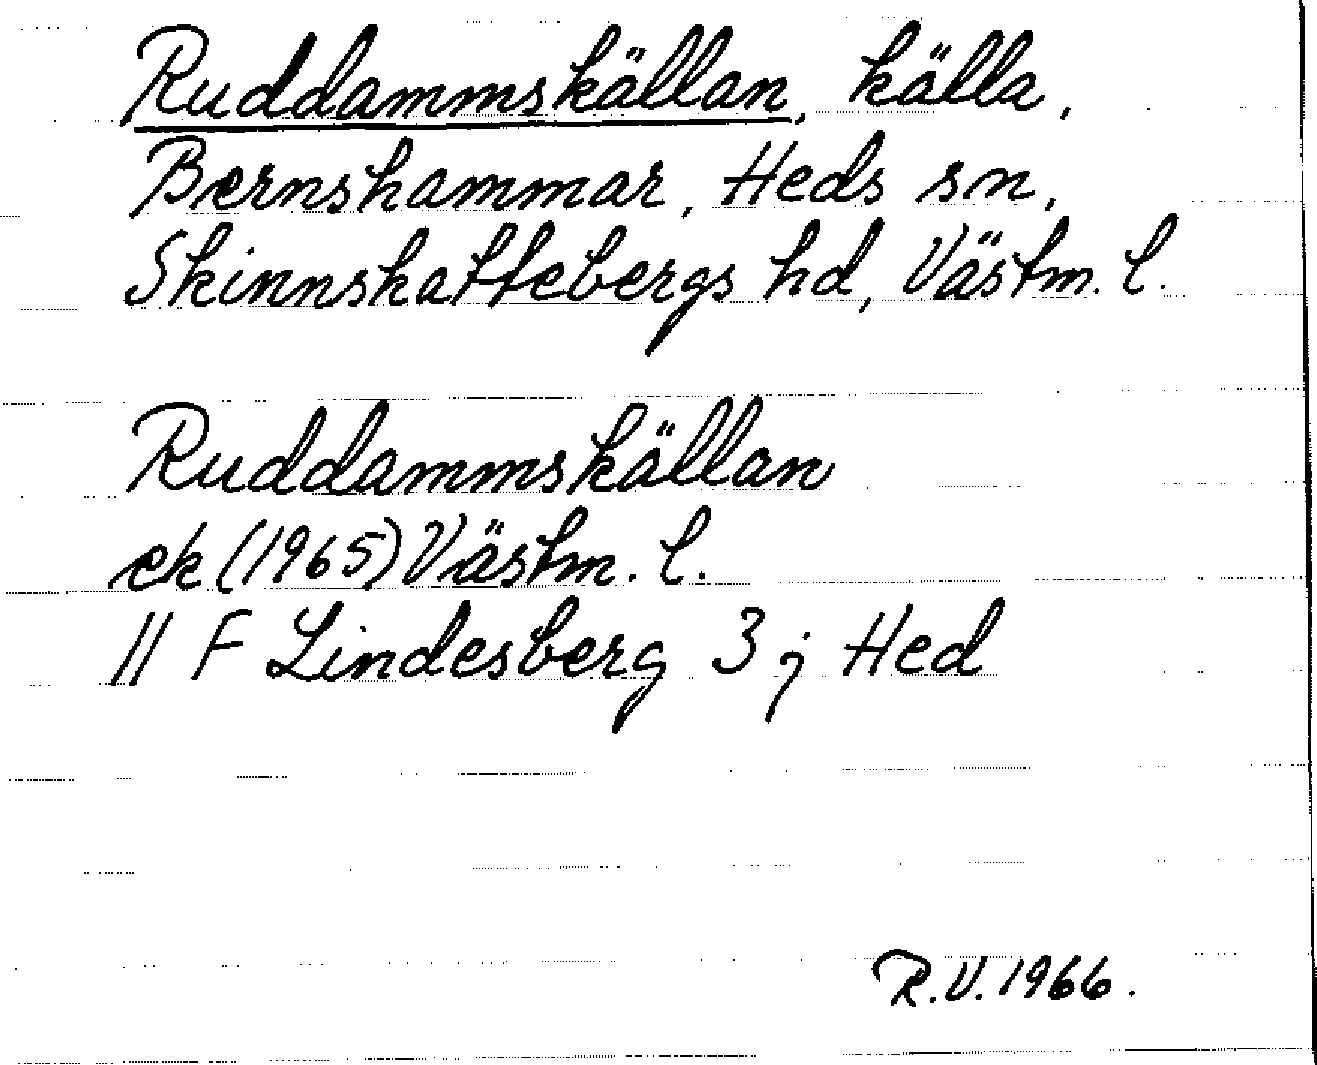 Ruddammskällan, källa,
Bernshammar, Heds sn,
Skinnskattebergs hd, Västm. l.
Ruddammskällan
ek (1965) Västm. l.
11 F Lindesberg 3 j Hed
R.V. 1966.